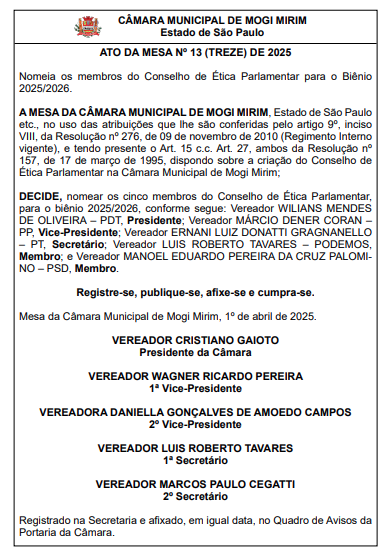 CÂMARA MUNICIPAL DE MOGI MIRIM
Estado de São Paulo
ATO DA MESA Nº 13 (TREZE) DE 2025
Nomeia os membros do Conselho de Ética Parlamentar para o Biênio
2025/2026.
A MESA DA CÂMARA MUNICIPAL DE MOGI MIRIM, Estado de São Paulo
etc., no uso das atribuições que lhe são conferidas pelo artigo 9º, inciso
VIII, da Resolução nº 276, de 09 de novembro de 2010 (Regimento Interno
vigente), e tendo presente o Art. 15 c.c. Art. 27, ambos da Resolução nº
157, de 17 de março de 1995, dispondo sobre a criação do Conselho de
Ética Parlamentar na Câmara Municipal de Mogi Mirim;
DECIDE, nomear os cinco membros do Conselho de Ética Parlamentar,
para o biênio 2025/2026, conforme segue: Vereador WILIANS MENDES
DE OLIVEIRA – PDT, Presidente; Vereador MÁRCIO DENER CORAN –
PP, Vice-Presidente; Vereador ERNANI LUIZ DONATTI GRAGNANELLO
– PT, Secretário; Vereador LUIS ROBERTO TAVARES – PODEMOS,
Membro; e Vereador MANOEL EDUARDO PEREIRA DA CRUZ PALOMI-
NO – PSD, Membro.
Registre-se, publique-se, afixe-se e cumpra-se.
Mesa da Câmara Municipal de Mogi Mirim, 1º de abril de 2025.
VEREADOR CRISTIANO GAIOTO
Presidente da Câmara
VEREADOR WAGNER RICARDO PEREIRA
1ª Vice-Presidente
VEREADORA DANIELLA GONÇALVES DE AMOEDO CAMPOS
2º Vice-Presidente
VEREADOR LUIS ROBERTO TAVARES
1ª Secretário
VEREADOR MARCOS PAULO CEGATTI
2º Secretário
Registrado na Secretaria e afixado, em igual data, no Quadro de Avisos da
Portaria da Câmara.